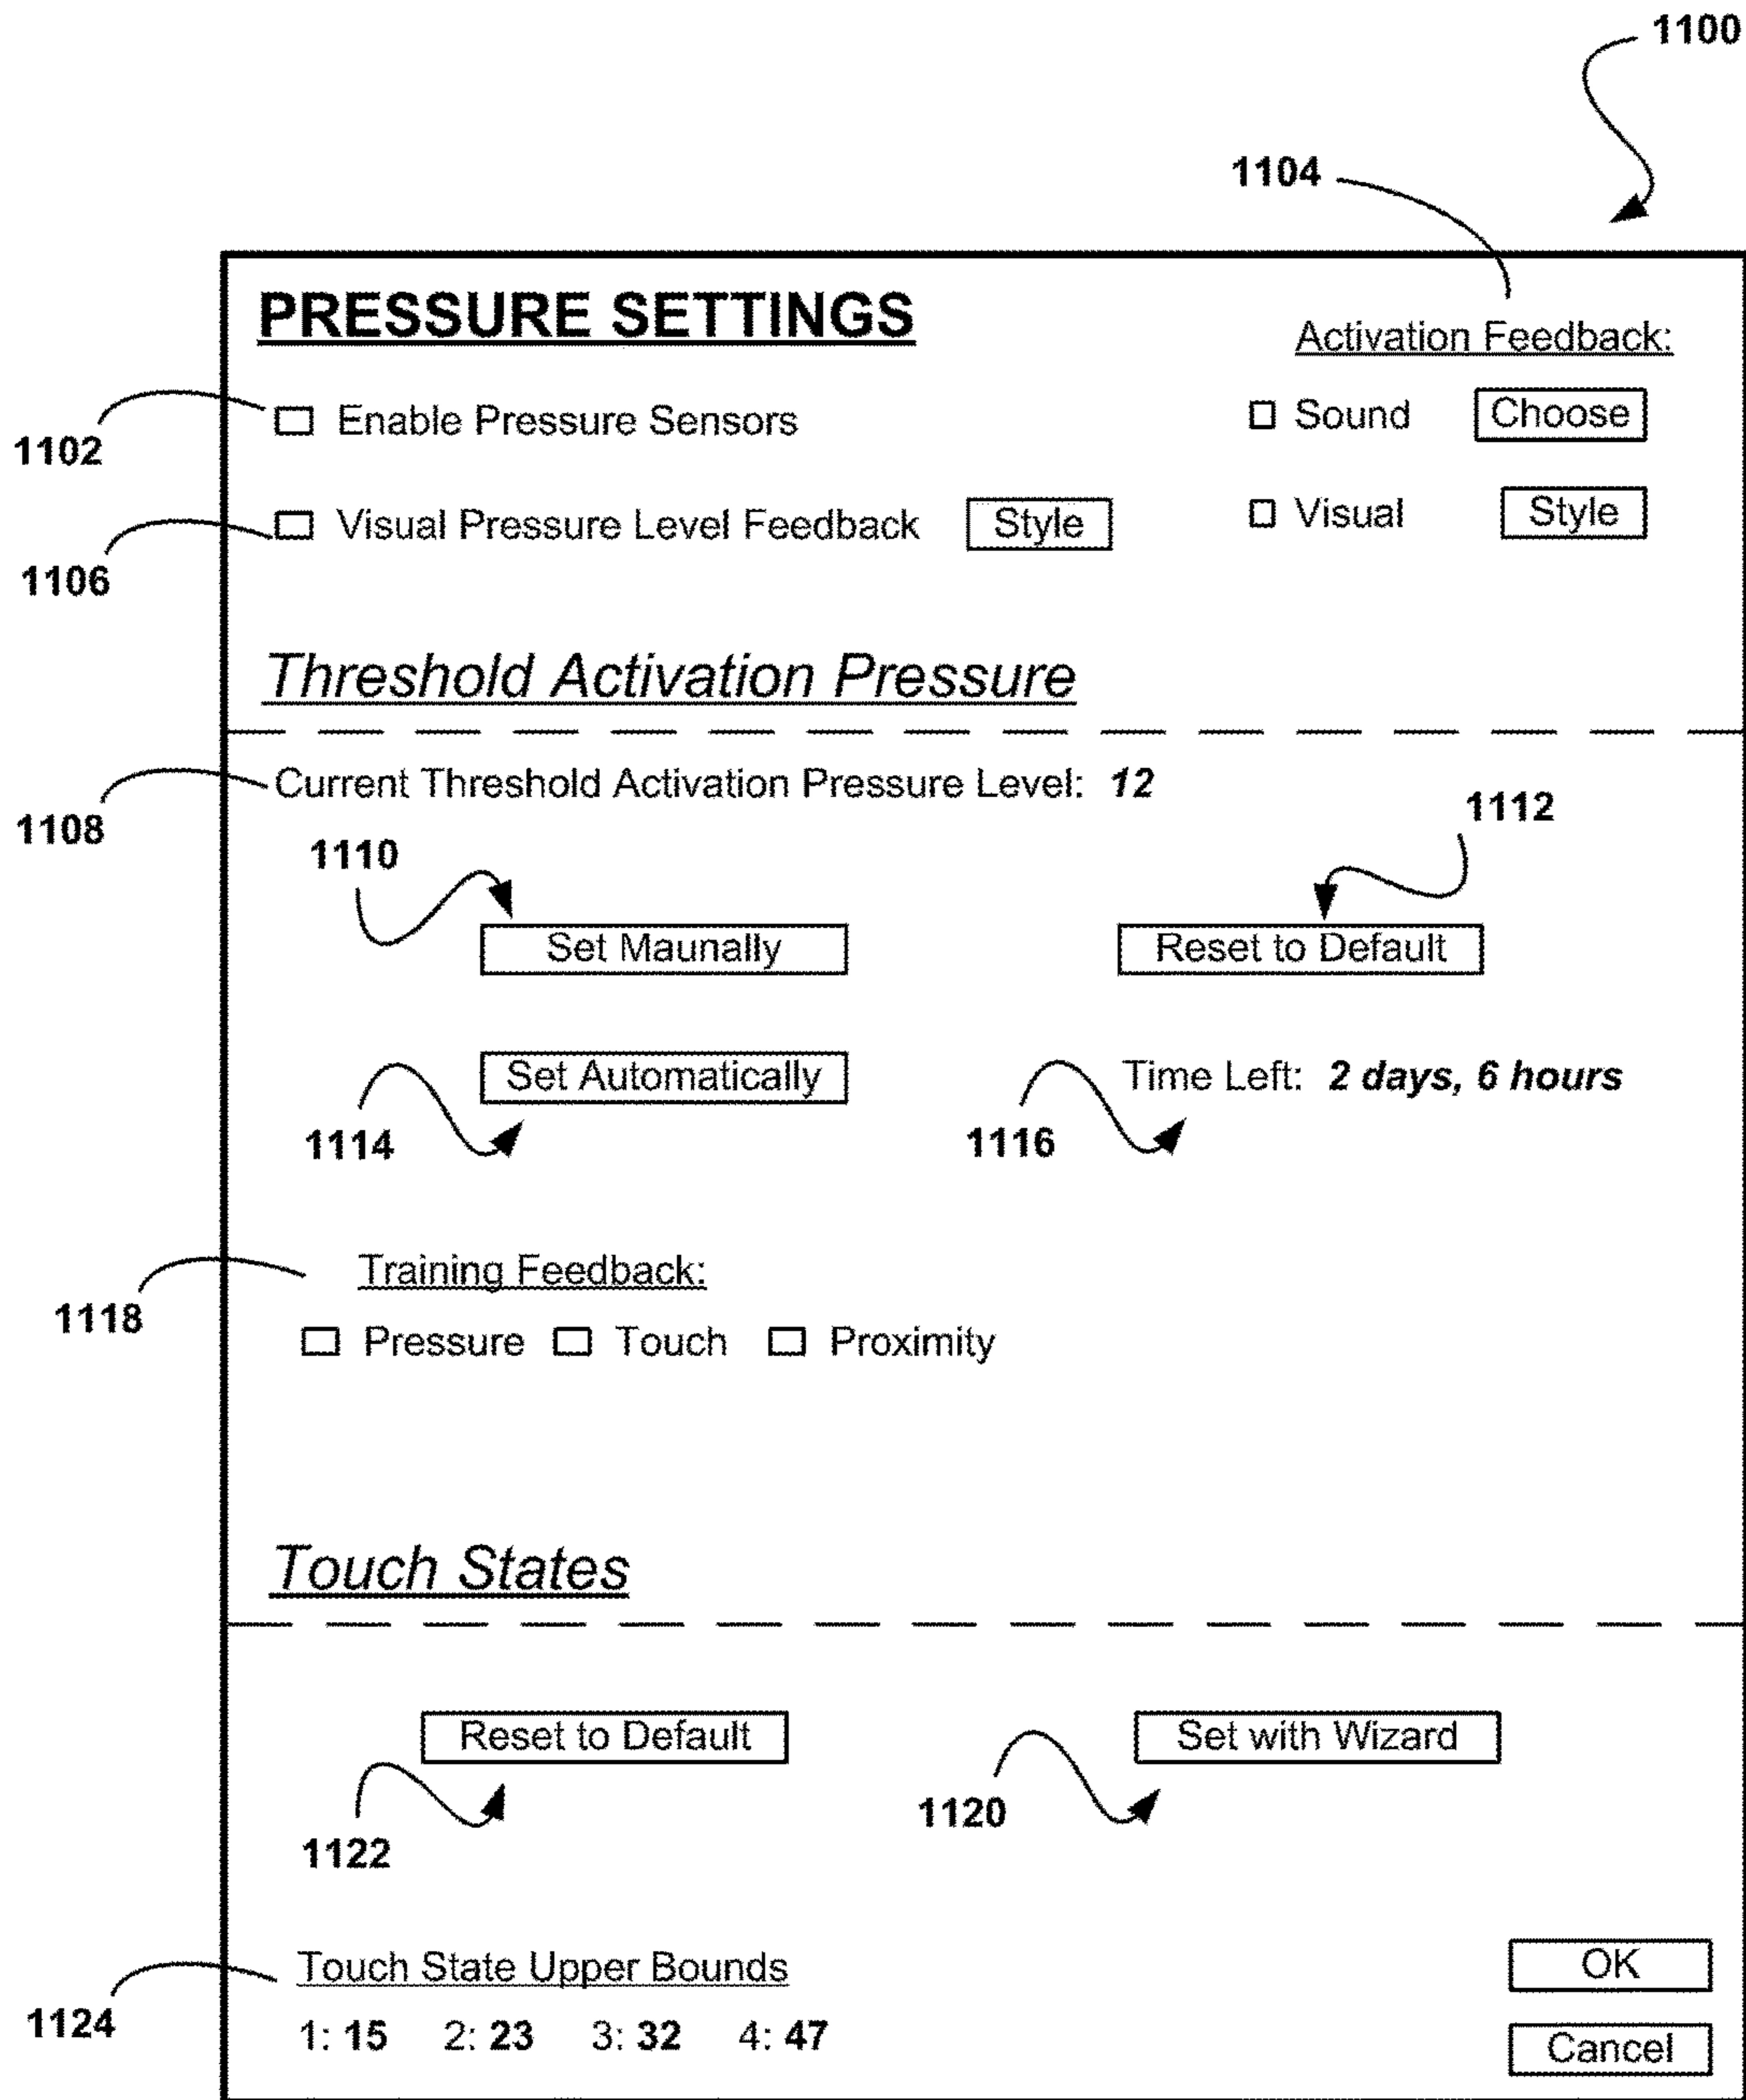 1100
1104
PRESSURE SETTINGS
Activation Feedback:
1102
Enable Pressure Sensors
Sound Choose
1106
Visual Pressure Level Feedback Style
Visual Style
Threshold Activation Pressure
1108
Current Threshold Activation Pressure Level: 12
1110
1112
Set Maunally
Reset to Default
Set Automatically
Time Left: 2 days, 6 hours
1114
1116
1118
Training Feedback:
Pressure Touch Proximity
Touch States
Reset to Default
Set with Wizard
1122
1120
1124
Touch State Upper Bounds
OK
1: 15 2: 23 3: 32 4: 47
Cancel